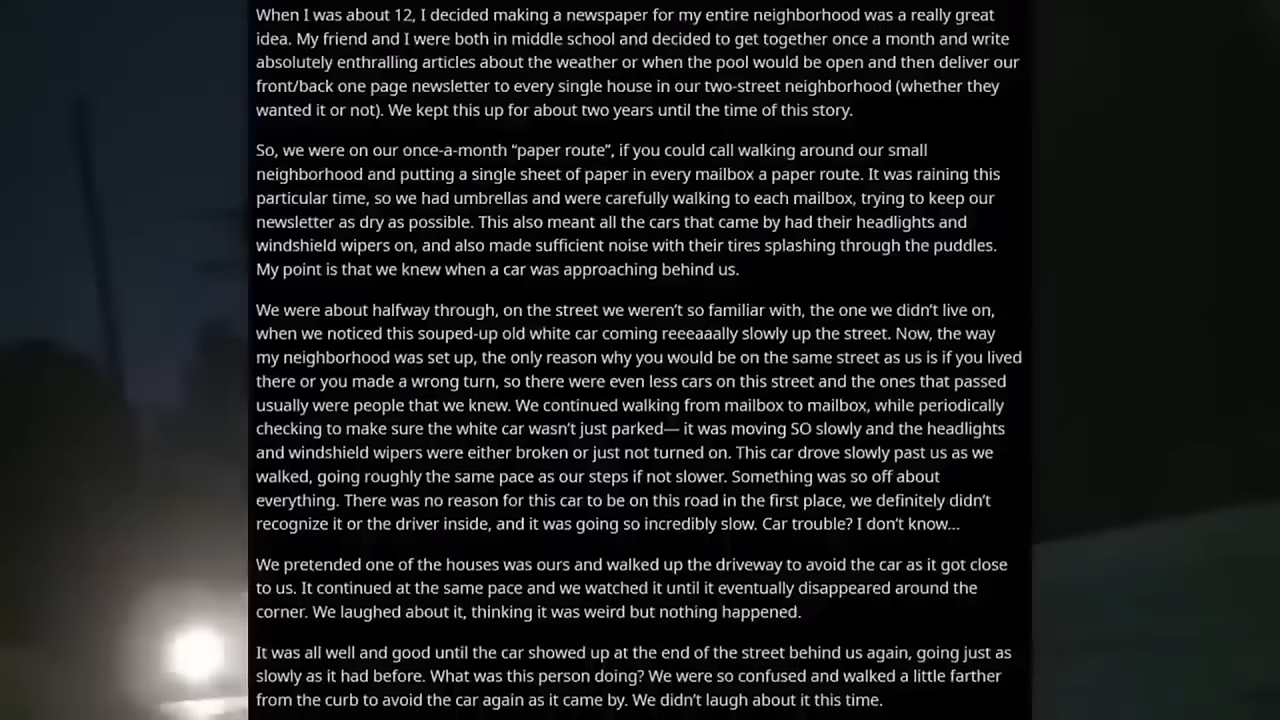 When I was about 12, I decided making a newspaper for my entire neighborhood was a really great
idea. My friend and I were both in middle school and decided to get together once a month and write
absolutely enthralling articles about the weather or when the pool would be open and then deliver our
front/back one page newsletter to every single house in our two-street neighborhood (whether they
wanted it or not). We kept this up for about two years until the time of this story.
So, we were on our once-a-month “paper route”, if you could call walking around our small
neighborhood and putting a single sheet of paper in every mailbox a paper route. It was raining this
particular time, so we had umbrellas and were carefully walking to each mailbox, trying to keep our
newsletter as dry as possible. This also meant all the cars that came by had their headlights and
windshield wipers on, and also made sufficient noise with their tires splashing through the puddles.
My point is that we knew when a car was approaching behind us.
We were about halfway through, on the street we weren’t so familiar with, the one we didn’t live on,
when we noticed this souped-up old white car coming reeeaaally slowly up the street. Now, the way
my neighborhood was set up, the only reason why you would be on the same street as us is if you lived
there or you made a wrong turn, so there were even less cars on this street and the ones that passed
usually were people that we knew. We continued walking from mailbox to mailbox, while periodically
checking to make sure the white car wasn’t just parked— it was moving SO slowly and the headlights
and windshield wipers were either broken or just not turned on. This car drove slowly past us as we
walked, going roughly the same pace as our steps if not slower. Something was so off about
everything. There was no reason for this car to be on this road in the first place, we definitely didn’t
recognize it or the driver inside, and it was going so incredibly slow. Car trouble? I don’t know...
We pretended one of the houses was ours and walked up the driveway to avoid the car as it got close
to us. It continued at the same pace and we watched it until it eventually disappeared around the
corner. We laughed about it, thinking it was weird but nothing happened.
It was all well and good until the car showed up at the end of the street behind us again, going just as
slowly as it had before. What was this person doing? We were so confused and walked a little farther
from the curb to avoid the car again as it came by. We didn’t laugh about it this time.